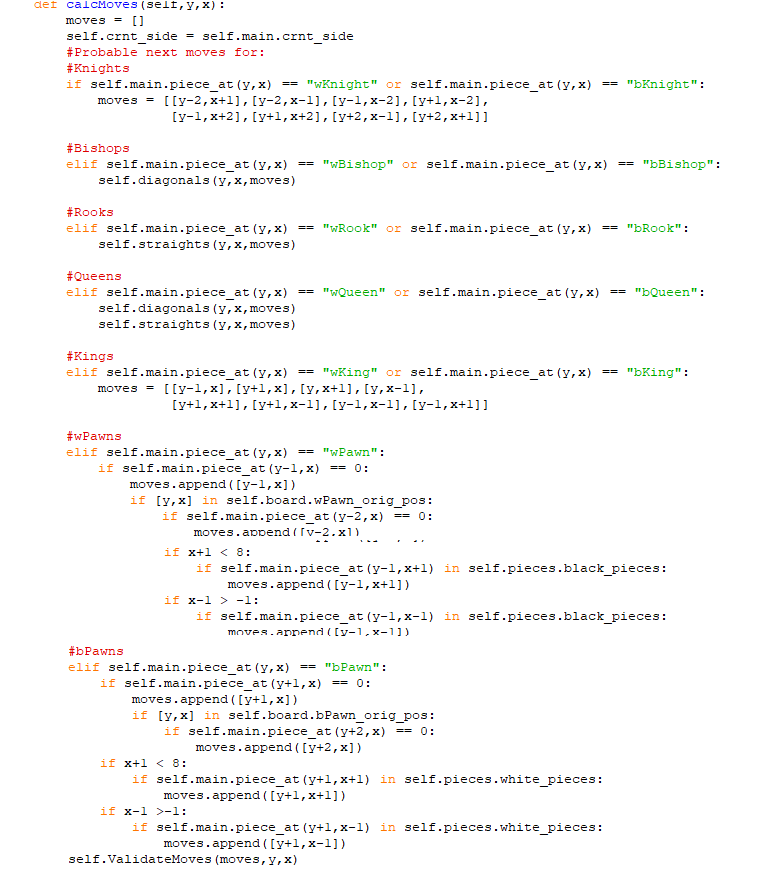 def calcMoves(self,y,x):
    moves = []
    self.crnt_side = self.main.crnt_side
    #Probable next moves for:
    #Knights
    if self.main.piece_at(y,x) == "wKnight" or self.main.piece_at(y,x) == "bKnight":
        moves = [[y-2,x+1],[y-2,x-1],[y-1,x-2],[y+1,x-2],
                 [y-1,x+2],[y+1,x+2],[y+2,x-1],[y+2,x+1]]

    #Bishops
    elif self.main.piece_at(y,x) == "wBishop" or self.main.piece_at(y,x) == "bBishop":
        self.diagonals(y,x,moves)

    #Rooks
    elif self.main.piece_at(y,x) == "wRook" or self.main.piece_at(y,x) == "bRook":
        self.straights(y,x,moves)

    #Queens
    elif self.main.piece_at(y,x) == "wQueen" or self.main.piece_at(y,x) == "bQueen":
        self.diagonals(y,x,moves)
        self.straights(y,x,moves)

    #Kings
    elif self.main.piece_at(y,x) == "wKing" or self.main.piece_at(y,x) == "bKing":
        moves = [[y-1,x],[y+1,x],[y,x+1],[y,x-1],
                 [y+1,x+1],[y+1,x-1],[y-1,x-1],[y-1,x+1]]

    #wPawns
    elif self.main.piece_at(y,x) == "wPawn":
        if self.main.piece_at(y-1,x) == 0:
            moves.append([y-1,x])
            if [y,x] in self.board.wPawn_orig_pos:
                if self.main.piece_at(y-2,x) == 0:
                    moves.append([y-2,x])
                if x+1 < 8:
                    if self.main.piece_at(y-1,x+1) in self.pieces.black_pieces:
                        moves.append([y-1,x+1])
                if x-1 > -1:
                    if self.main.piece_at(y-1,x-1) in self.pieces.black_pieces:
                        moves.append([y-1,x-1])
    #bPawns
    elif self.main.piece_at(y,x) == "bPawn":
        if self.main.piece_at(y+1,x) == 0:
            moves.append([y+1,x])
            if [y,x] in self.board.bPawn_orig_pos:
                if self.main.piece_at(y+2,x) == 0:
                    moves.append([y+2,x])
        if x+1 < 8:
            if self.main.piece_at(y+1,x+1) in self.pieces.white_pieces:
                moves.append([y+1,x+1])
        if x-1 >-1:
            if self.main.piece_at(y+1,x-1) in self.pieces.white_pieces:
                moves.append([y+1,x-1])
    self.ValidateMoves(moves,y,x)